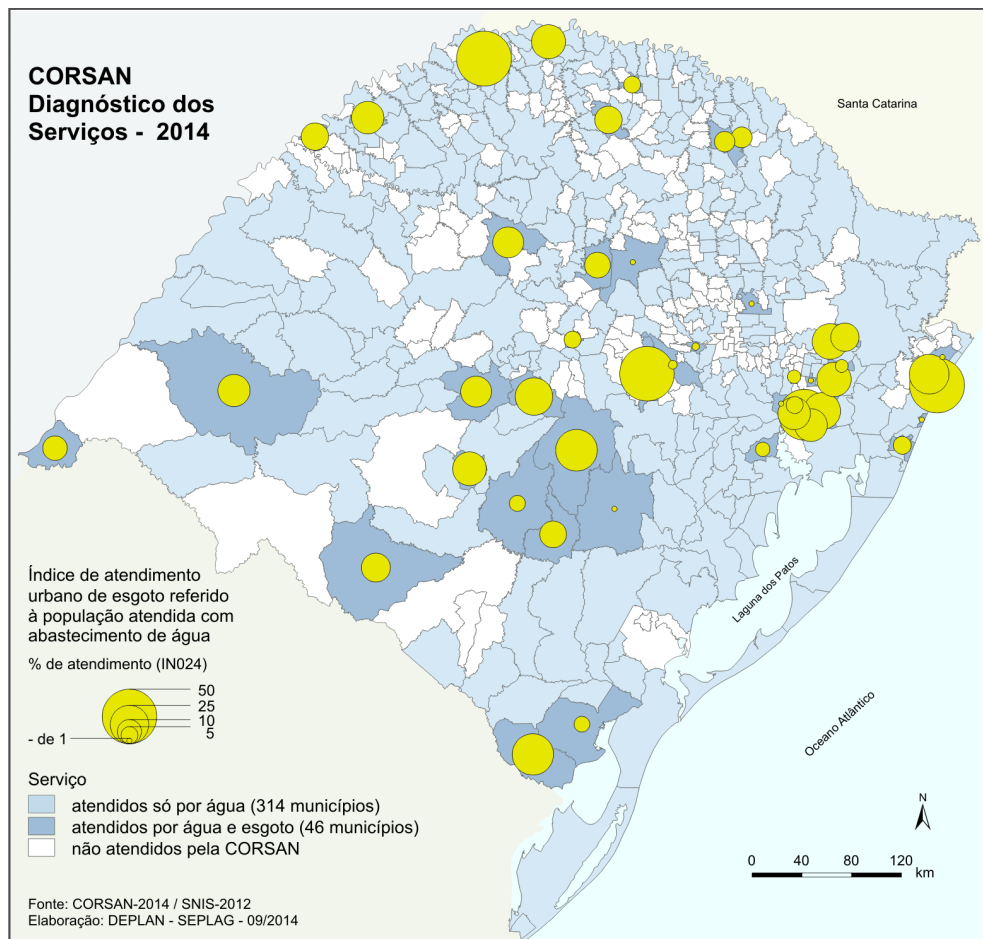 CORSAN
Diagnóstico dos
Serviços - 2014
Santa Catarina
Laguna dos Patos
Oceano Atlântico
Índice de atendimento
urbano de esgoto referido
à população atendida com
abastecimento de água
% de atendimento (IN024)
50
25
10
5
- de 1
Serviço
atendidos só por água (314 municípios)
atendidos por água e esgoto (46 municípios)
não atendidos pela CORSAN
N
0 40 80 120
km
Fonte: CORSAN-2014 / SNIS-2012
Elaboração: DEPLAN - SEPLAG - 09/2014